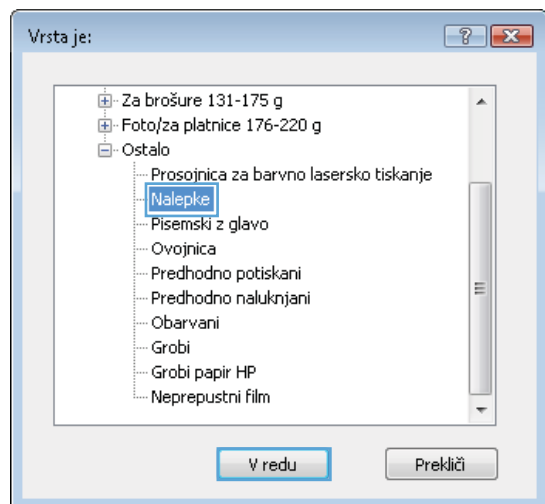 Vrsta je:
Za brošure 131-175 g
Foto/za platnice 176-220 g
Ostalo
Prosojnica za barvno lasersko tiskanje
Nalepke
Pisemski z glavo
Ovojnica
Predhodno potiskani
Predhodno naluknjani
Obarvani
Grobi
Grobi papir HP
Neprepustni film
V redu Prekliči